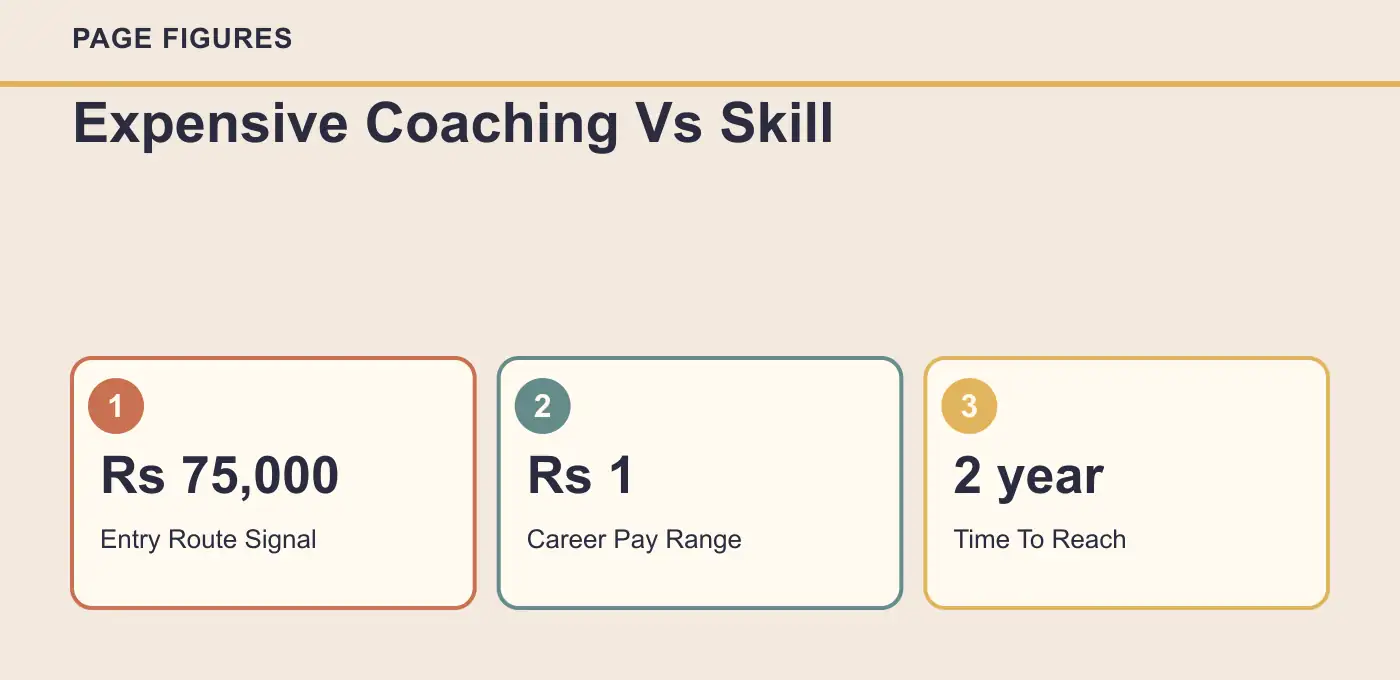 PAGE FIGURES
Expensive Coaching Vs Skill
1
Rs 75,000
Entry Route Signal
2
Rs 1
Career Pay Range
3
2 year
Time To Reach